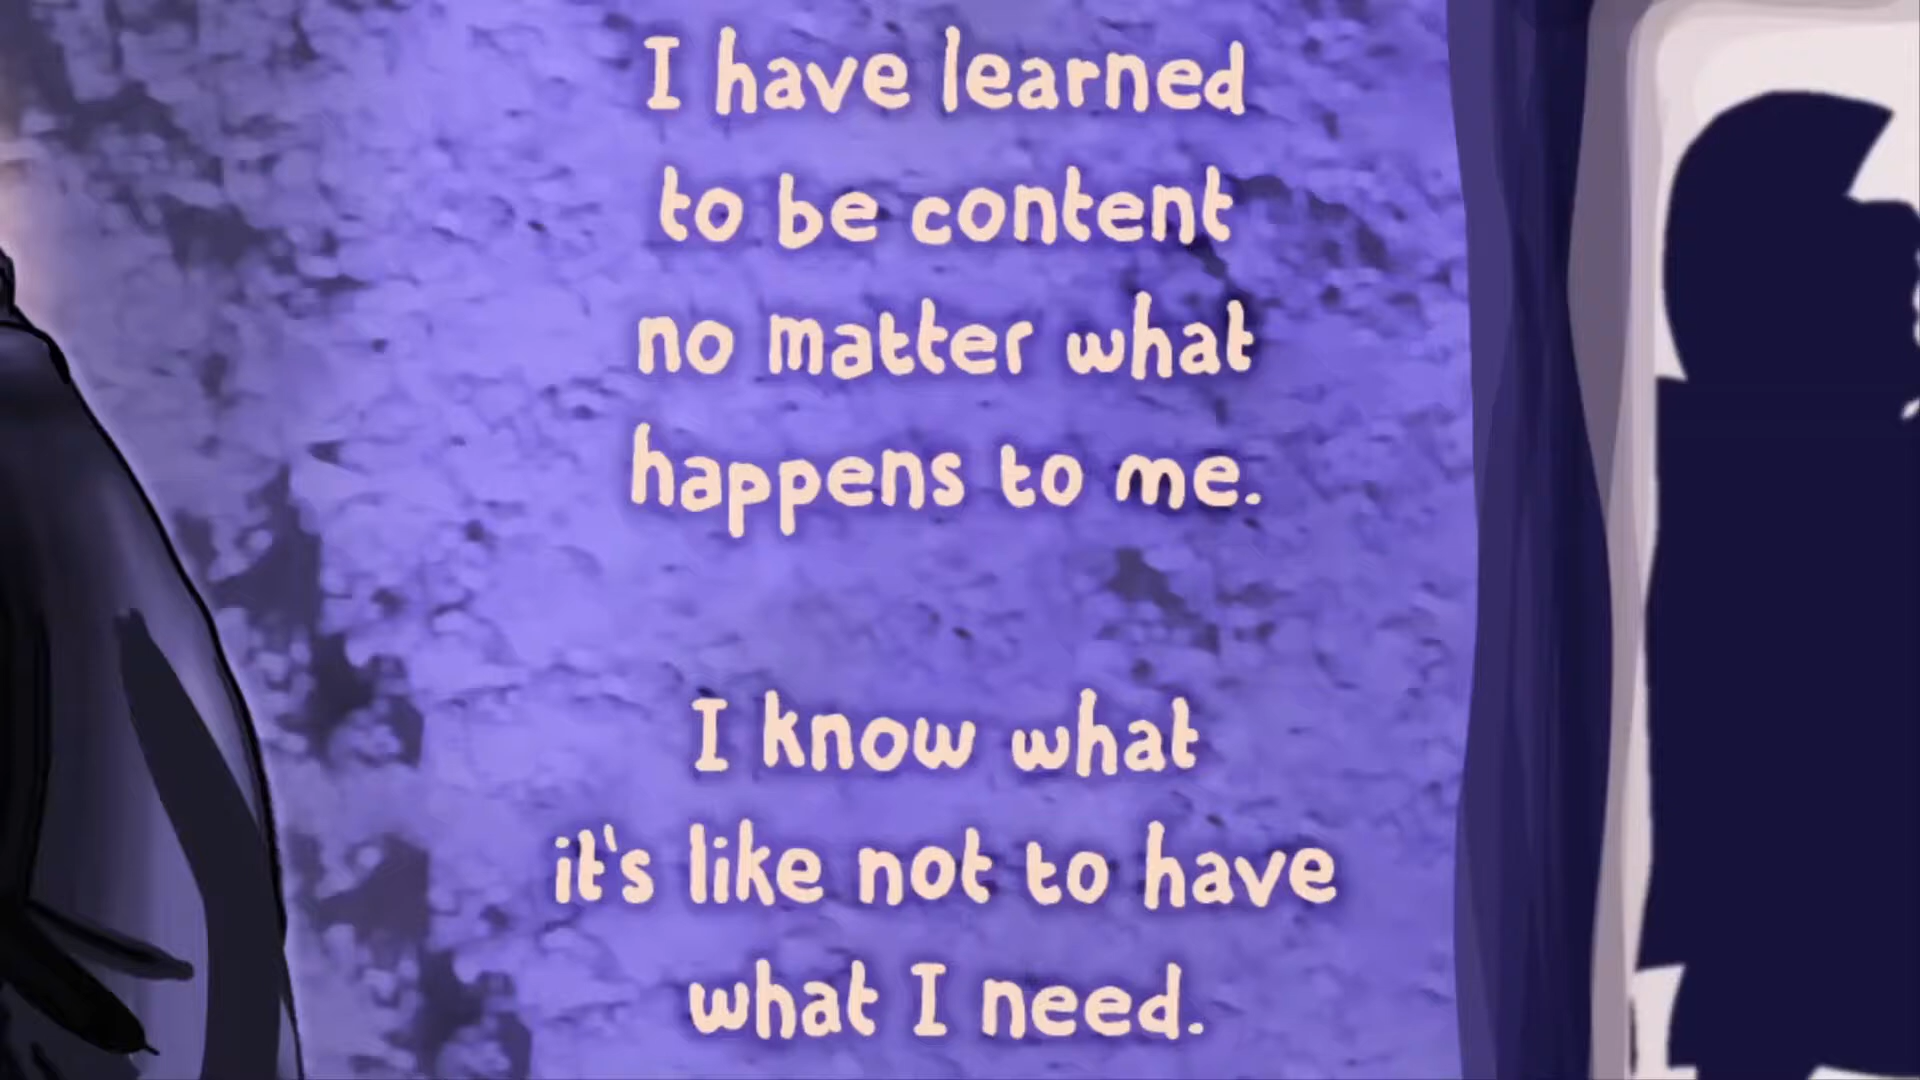 I have learned
to be content
no matter what
happens to me.
I know what
it's like not to have
what I need.